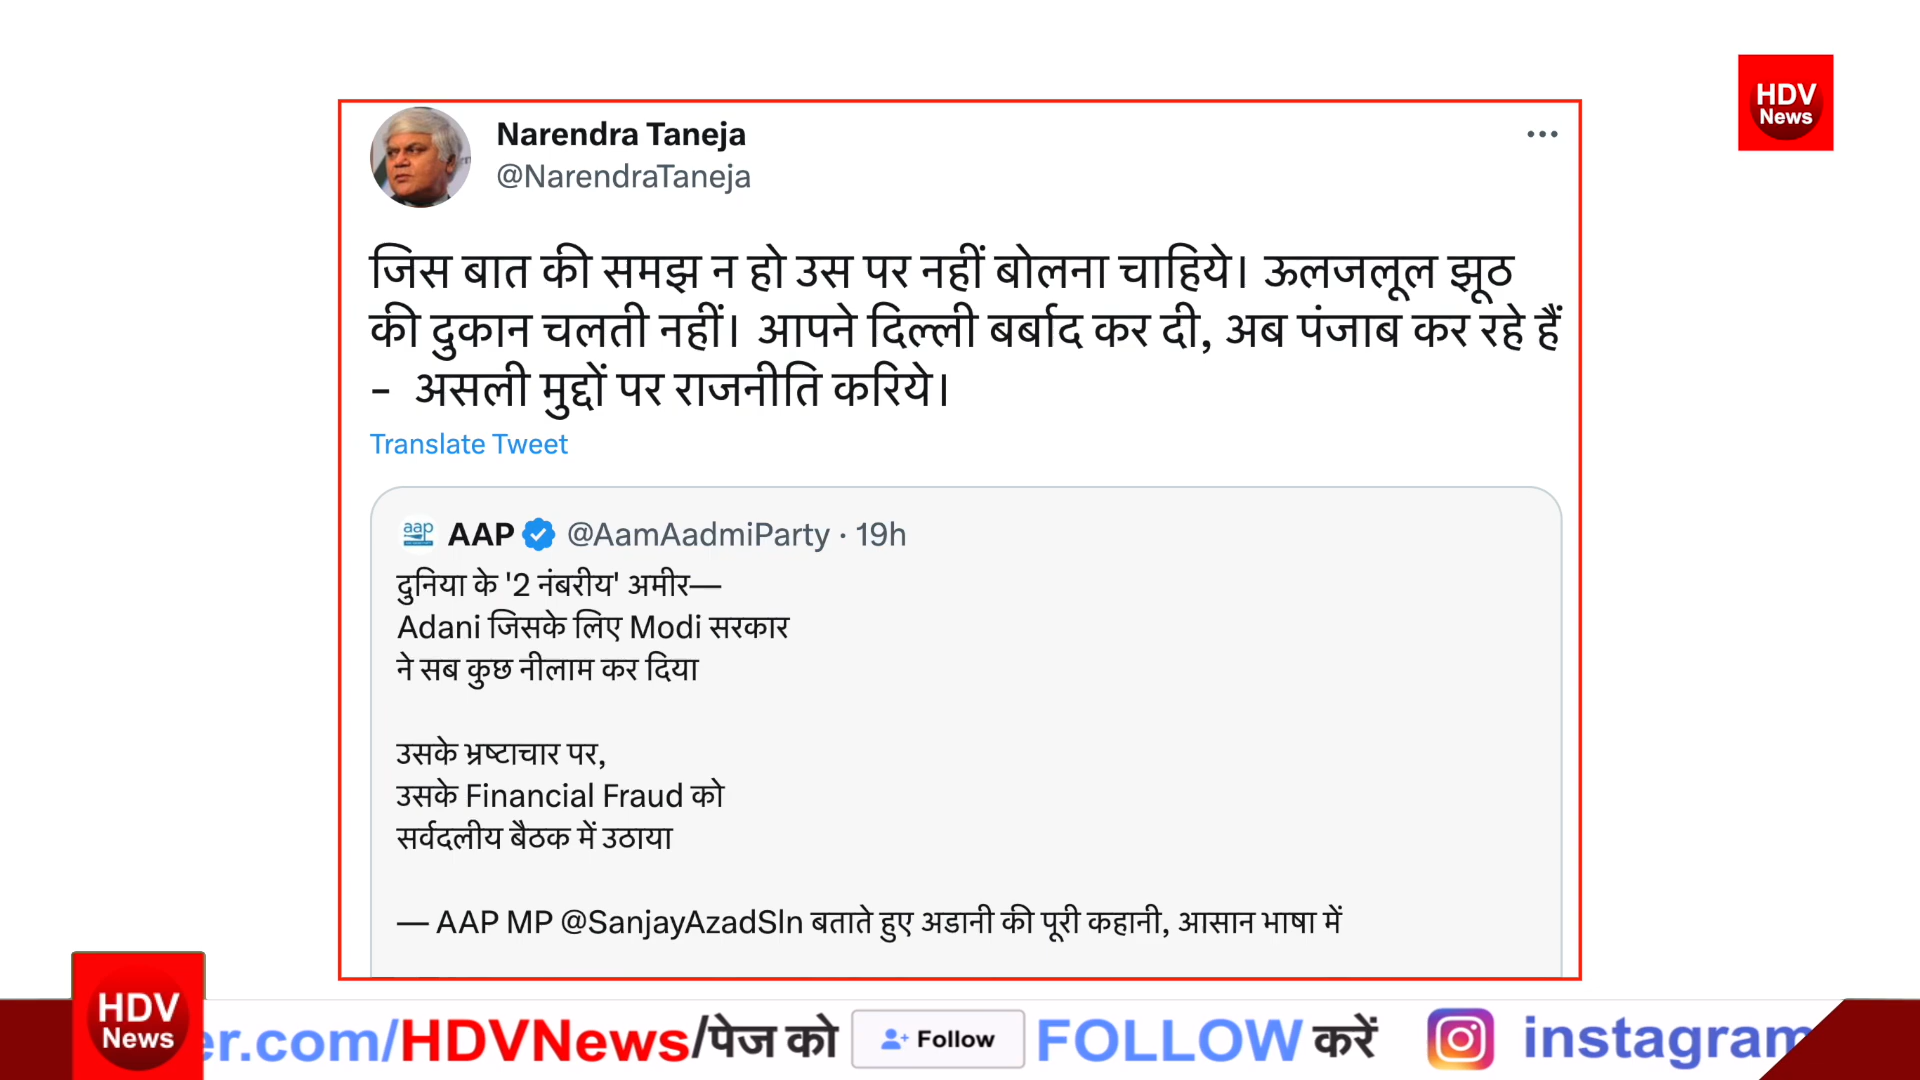 HDV
News
Narendra Taneja
@NarendraTaneja
जिस बात की समझ न हो उस पर नहीं बोलना चाहिये। ऊलजलूल झूठ
की दुकान चलती नहीं। आपने दिल्ली बर्बाद कर दी, अब पंजाब कर रहे हैं
- असली मुद्दों पर राजनीति करिये।
Translate Tweet
aap
AAP @AamAadmiParty · 19h
दुनिया के '2 नंबरीय' अमीर—
Adani जिसके लिए Modi सरकार
ने सब कुछ नीलाम कर दिया
उसके भ्रष्टाचार पर,
उसके Financial Fraud को
सर्वदलीय बैठक में उठाया
— AAP MP @SanjayAzadSln बताते हुए अडानी की पूरी कहानी, आसान भाषा में
HDV
News
er.com/HDVNews/पेज को Follow FOLLOW करें instagram